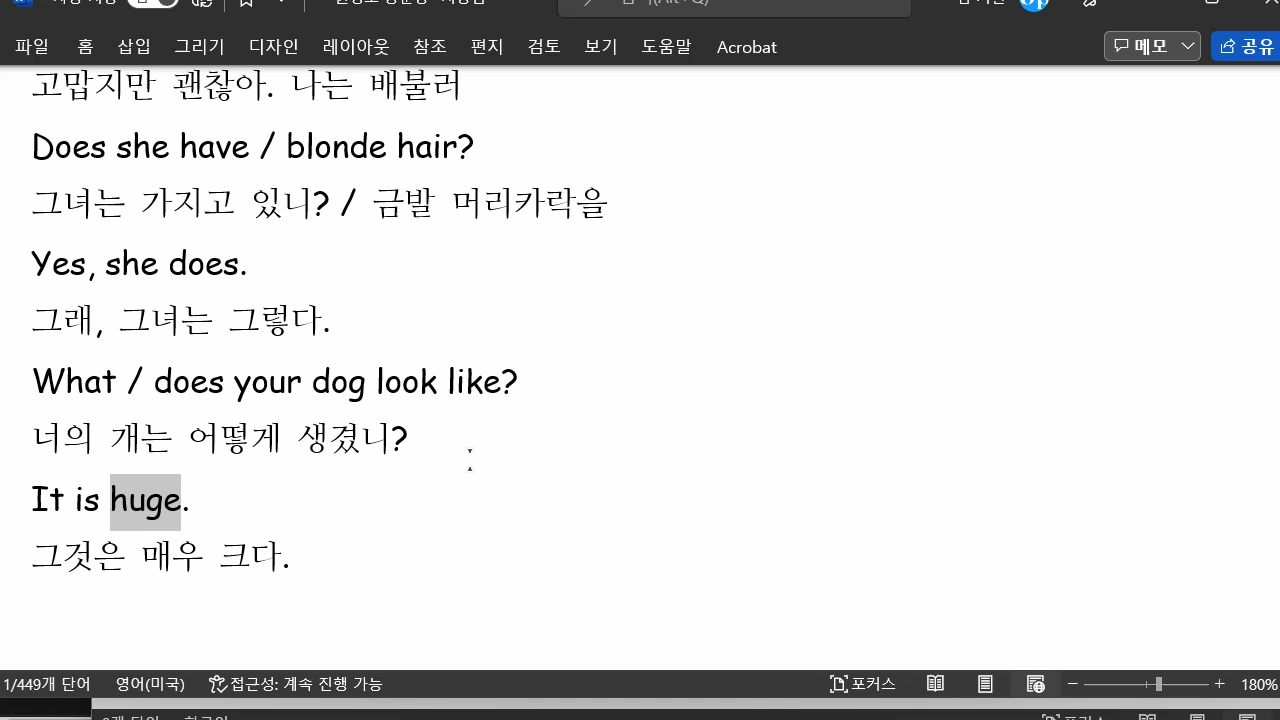 파일 홈 삽입 그리기 디자인 레이아웃 참조 편지 검토 보기 도움말 Acrobat 메모 공유
고맙지만 괜찮아. 나는 배불러
Does she have / blonde hair?
그녀는 가지고 있니? / 금발 머리카락을
Yes, she does.
그래, 그녀는 그렇다.
What / does your dog look like?
너의 개는 어떻게 생겼니?
It is huge.
그것은 매우 크다.
1/449개 단어 영어(미국) 접근성: 계속 진행 가능 포커스 180%